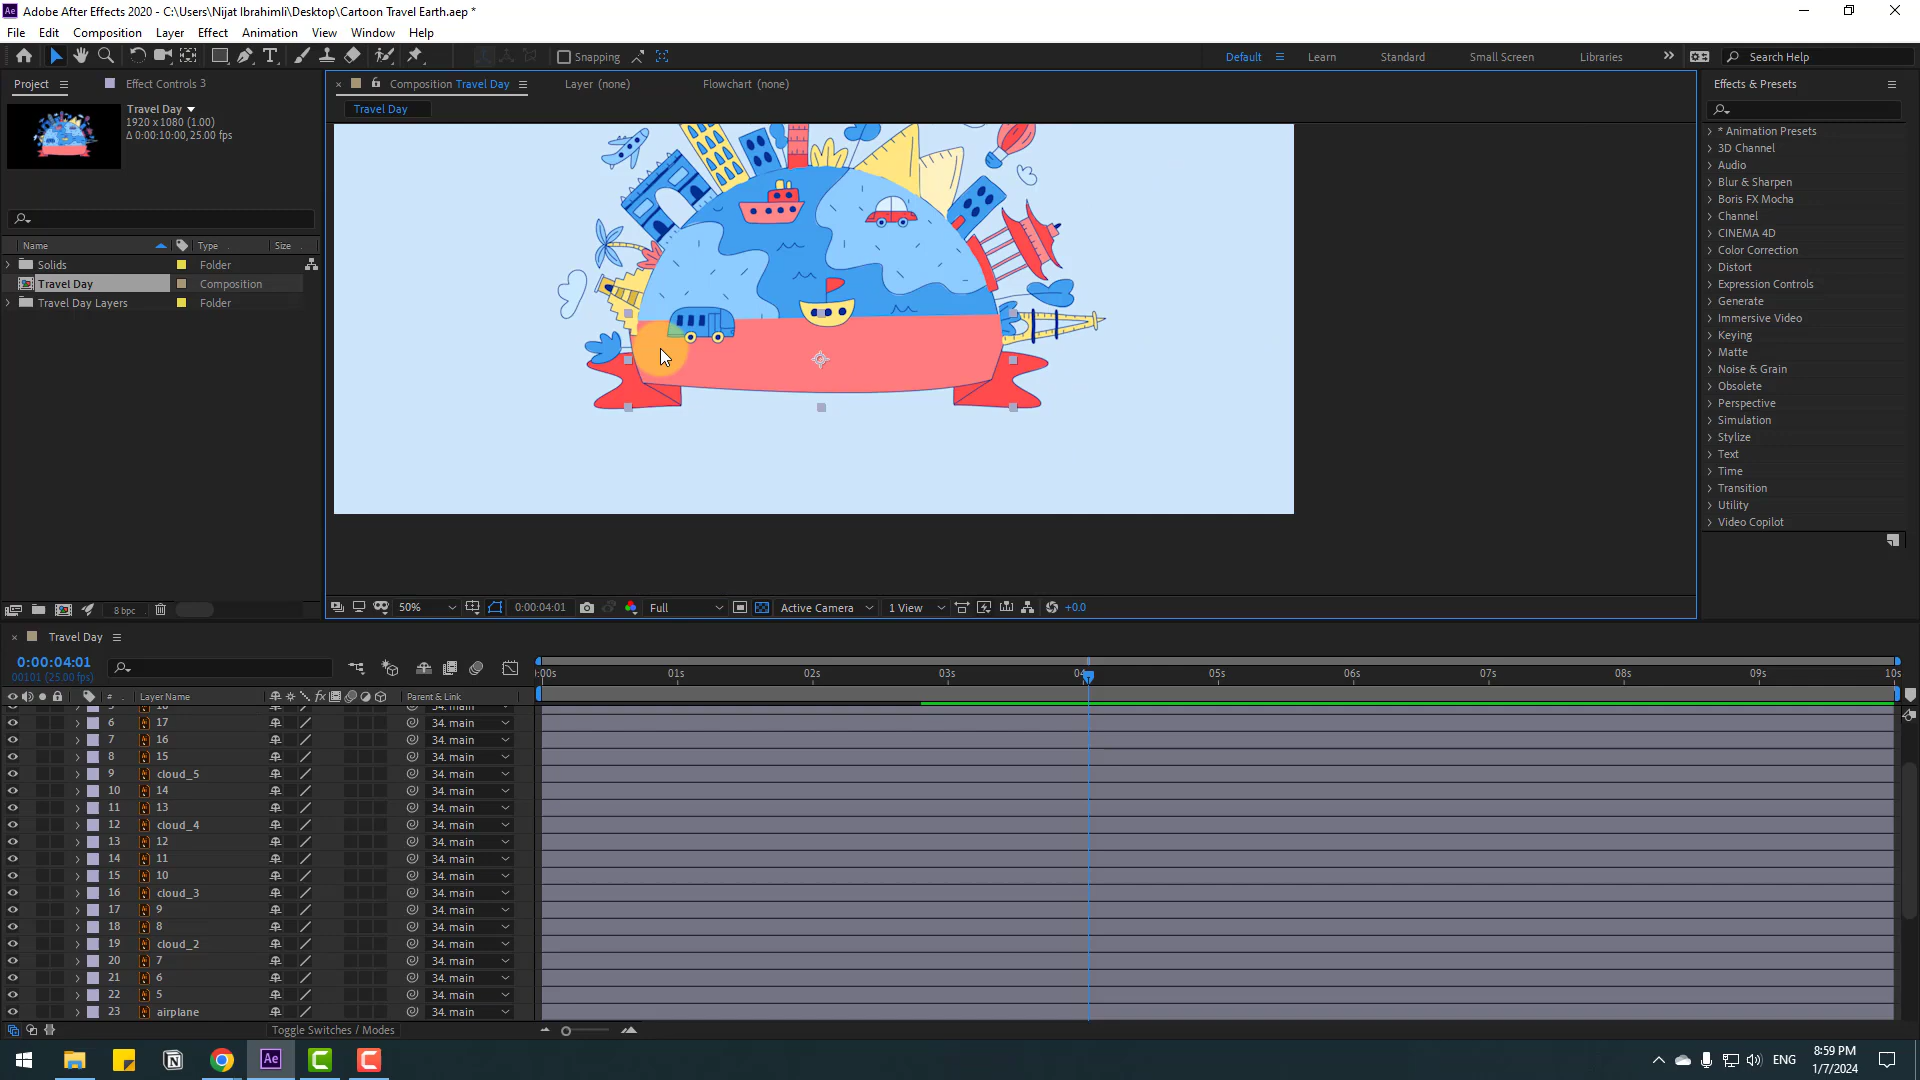 Adobe After Effects 2020 - C:\Users\Nijat Ibrahimli\Desktop\Cartoon Travel Earth.aep *
File Edit Composition Layer Effect Animation View Window Help
Snapping Default Learn Standard Small Screen Libraries Search Help
Project Effect Controls 3 Composition Travel Day Layer (none) Flowchart (none) Effects & Presets
Travel Day
1920 x 1080 (1.00)
Δ 0:00:10:00, 25.00 fps
Travel Day
Name Type Size
Solids Folder
Travel Day Composition
Travel Day Layers Folder
* Animation Presets
3D Channel
Audio
Blur & Sharpen
Boris FX Mocha
Channel
CINEMA 4D
Color Correction
Distort
Expression Controls
Generate
Immersive Video
Keying
Matte
Noise & Grain
Obsolete
Perspective
Simulation
Stylize
Text
Time
Transition
Utility
Video Copilot
8 bpc 50% 0:00:04:01 Full Active Camera 1 View +0.0
Travel Day
0:00:04:01
00101 (25.00 fps)
:00s 01s 02s 03s 05s 06s 07s 08s 09s 10s
# Layer Name fx Parent & Link
6 17 34. main
7 16 34. main
8 15 34. main
9 cloud_5 34. main
10 14 34. main
11 13 34. main
12 cloud_4 34. main
13 12 34. main
14 11 34. main
15 10 34. main
16 cloud_3 34. main
17 9 34. main
18 8 34. main
19 cloud_2 34. main
20 7 34. main
21 6 34. main
22 5 34. main
23 airplane 34. main
Toggle Switches / Modes
Ae ENG 8:59 PM
1/7/2024